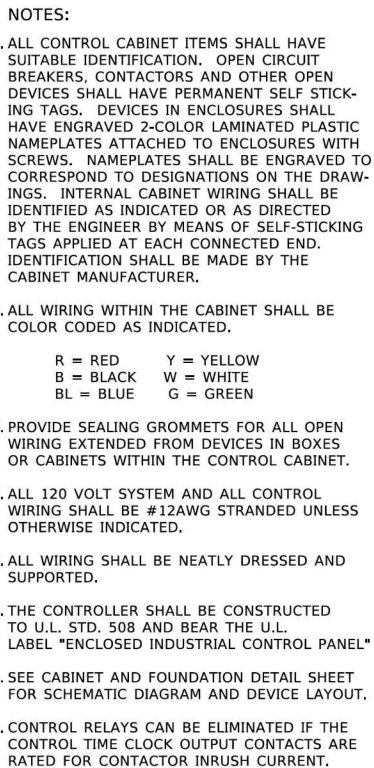 NOTES:
. ALL CONTROL CABINET ITEMS SHALL HAVE
SUITABLE IDENTIFICATION. OPEN CIRCUIT
BREAKERS, CONTACTORS AND OTHER OPEN
DEVICES SHALL HAVE PERMANENT SELF STICK-
ING TAGS. DEVICES IN ENCLOSURES SHALL
HAVE ENGRAVED 2-COLOR LAMINATED PLASTIC
NAMEPLATES ATTACHED TO ENCLOSURES WITH
SCREWS. NAMEPLATES SHALL BE ENGRAVED TO
CORRESPOND TO DESIGNATIONS ON THE DRAW-
INGS. INTERNAL CABINET WIRING SHALL BE
IDENTIFIED AS INDICATED OR AS DIRECTED
BY THE ENGINEER BY MEANS OF SELF-STICKING
TAGS APPLIED AT EACH CONNECTED END.
IDENTIFICATION SHALL BE MADE BY THE
CABINET MANUFACTURER.
. ALL WIRING WITHIN THE CABINET SHALL BE
COLOR CODED AS INDICATED.
R = RED Y = YELLOW
B = BLACK W = WHITE
BL = BLUE G = GREEN
. PROVIDE SEALING GROMMETS FOR ALL OPEN
WIRING EXTENDED FROM DEVICES IN BOXES
OR CABINETS WITHIN THE CONTROL CABINET.
. ALL 120 VOLT SYSTEM AND ALL CONTROL
WIRING SHALL BE #12AWG STRANDED UNLESS
OTHERWISE INDICATED.
. ALL WIRING SHALL BE NEATLY DRESSED AND
SUPPORTED.
. THE CONTROLLER SHALL BE CONSTRUCTED
TO U.L. STD. 508 AND BEAR THE U.L.
LABEL "ENCLOSED INDUSTRIAL CONTROL PANEL"
. SEE CABINET AND FOUNDATION DETAIL SHEET
FOR SCHEMATIC DIAGRAM AND DEVICE LAYOUT.
. CONTROL RELAYS CAN BE ELIMINATED IF THE
CONTROL TIME CLOCK OUTPUT CONTACTS ARE
RATED FOR CONTACTOR INRUSH CURRENT.